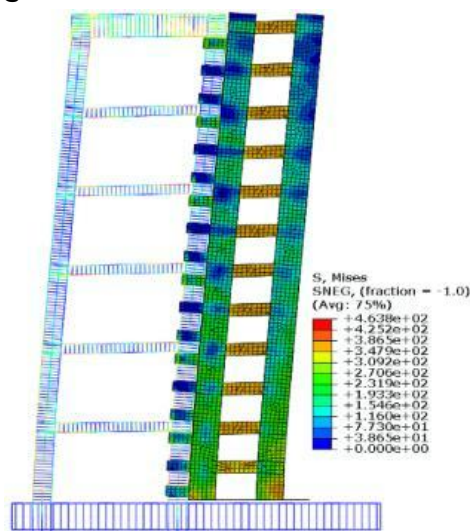 S, Mises
SNEG, (fraction = -1.0)
(Avg: 75%)
+4.638e+02
+4.252e+02
+3.865e+02
+3.479e+02
+3.092e+02
+2.706e+02
+2.319e+02
+1.933e+02
+1.546e+02
+1.160e+02
+7.730e+01
+3.865e+01
+0.000e+00